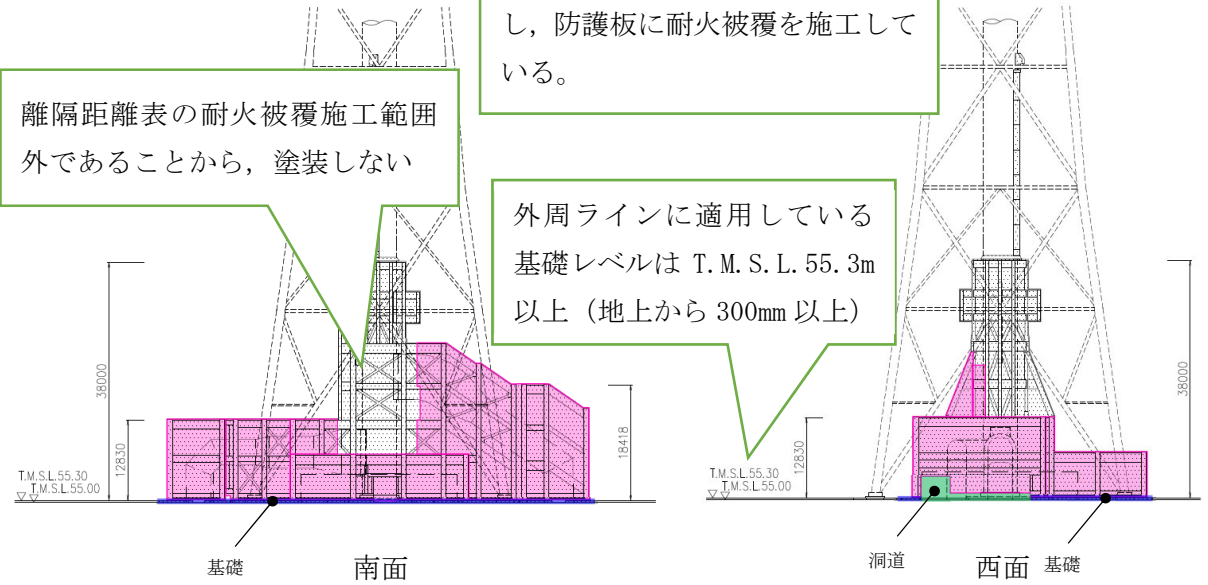 し，防護板に耐火被覆を施工して
いる。
離隔距離表の耐火被覆施工範囲
外であることから，塗装しない
外周ラインに適用している
基礎レベルは T.M.S.L.55.3m
以上（地上から 300mm 以上）
38000
12830
18418
T.M.S.L.55.30
T.M.S.L.55.00
基礎
南面
38000
12830
T.M.S.L.55.30
T.M.S.L.55.00
洞道
西面
基礎